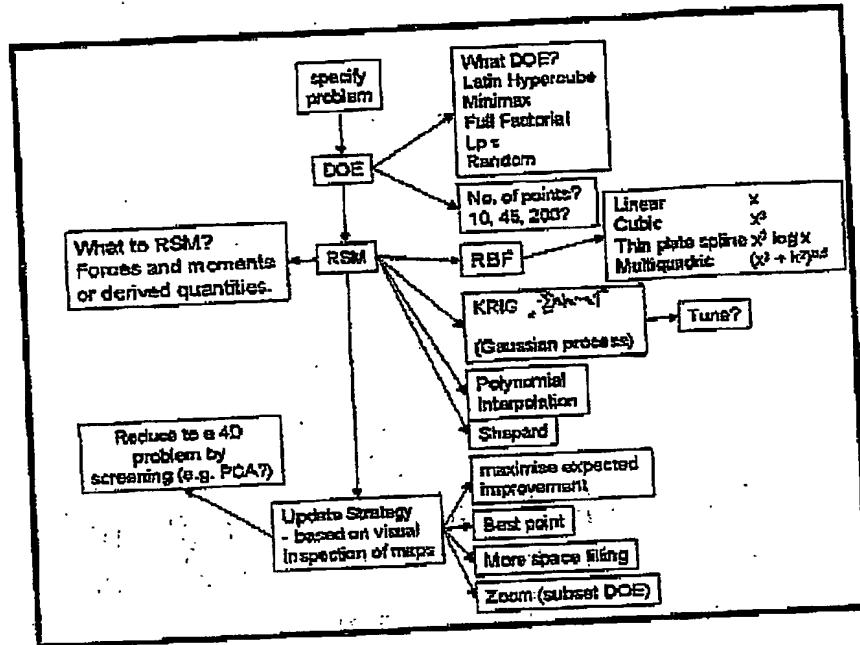 specify
problem
What DOE?
Latin Hypercube
Minimax
Full Factorial
Lp τ
Random
DOE
No. of points?
10, 45, 200?
Linear x
Cubic x³
Thin plate spline x² log x
Multiquadric
What to RSM?
Forces and moments
or derived quantities.
RSM
RBF
KRIG
(Gaussian process)
Tune?
Polynomial
Interpolation
Shepard
Reduce to a 4D
problem by
screening (e.g. PCA?)
maximise expected
improvement
Update Strategy
- based on visual
inspection of maps
Best point
More space filling
Zoom (subset DOE)